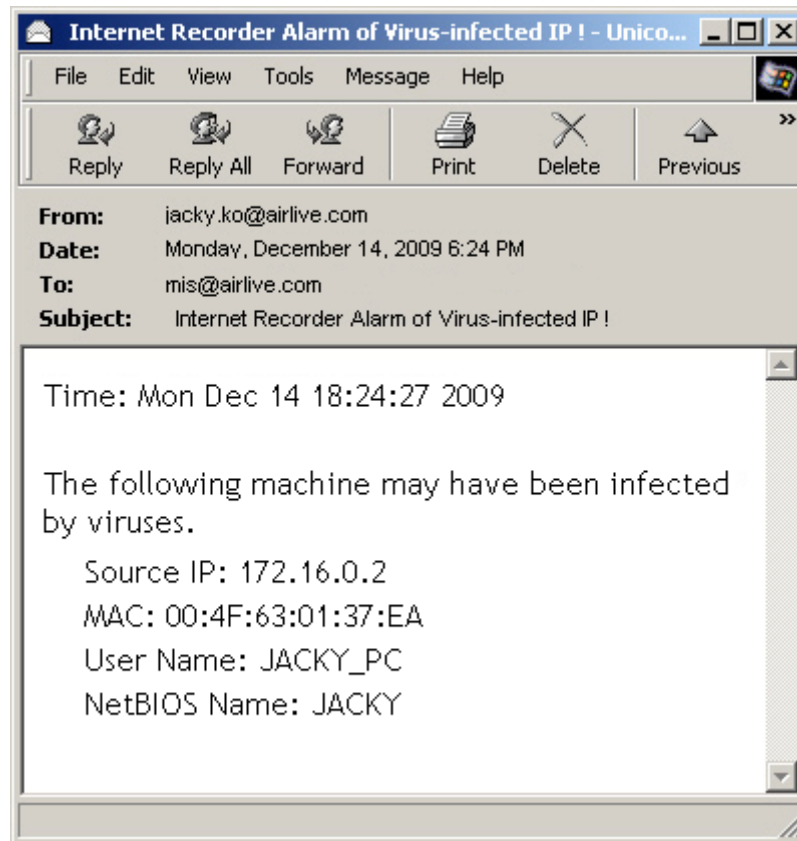 Internet Recorder Alarm of Virus-infected IP ! - Unico...
File Edit View Tools Message Help
Reply Reply All Forward Print Delete Previous »
From: jacky.ko@airlive.com
Date: Monday, December 14, 2009 6:24 PM
To: mis@airlive.com
Subject: Internet Recorder Alarm of Virus-infected IP !
Time: Mon Dec 14 18:24:27 2009
The following machine may have been infected
by viruses.
Source IP: 172.16.0.2
MAC: 00:4F:63:01:37:EA
User Name: JACKY_PC
NetBIOS Name: JACKY